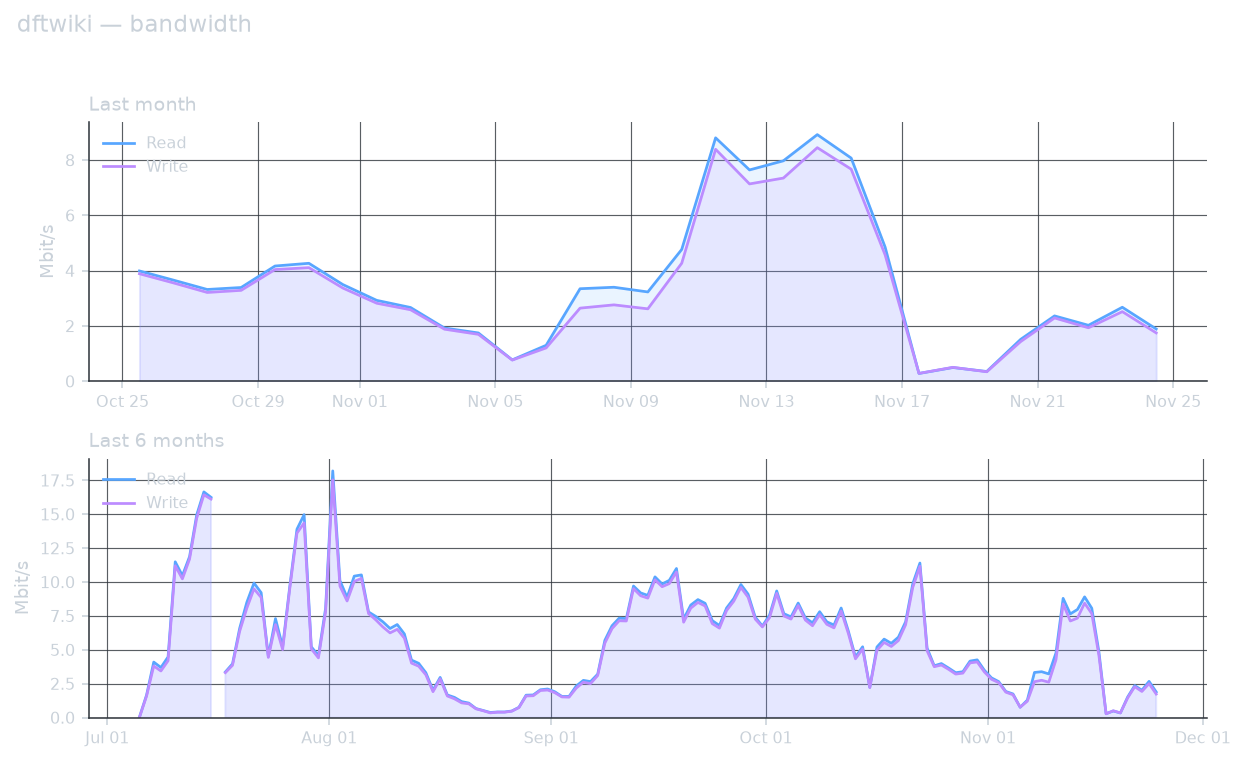 dftwiki — bandwidth
Last month
Read
Write
8
6
4
2
0
Mbit/s
Oct 25 Oct 29 Nov 01 Nov 05 Nov 09 Nov 13 Nov 17 Nov 21 Nov 25
Last 6 months
Read
Write
17.5
15.0
12.5
10.0
7.5
5.0
2.5
0.0
Mbit/s
Jul 01 Aug 01 Sep 01 Oct 01 Nov 01 Dec 01